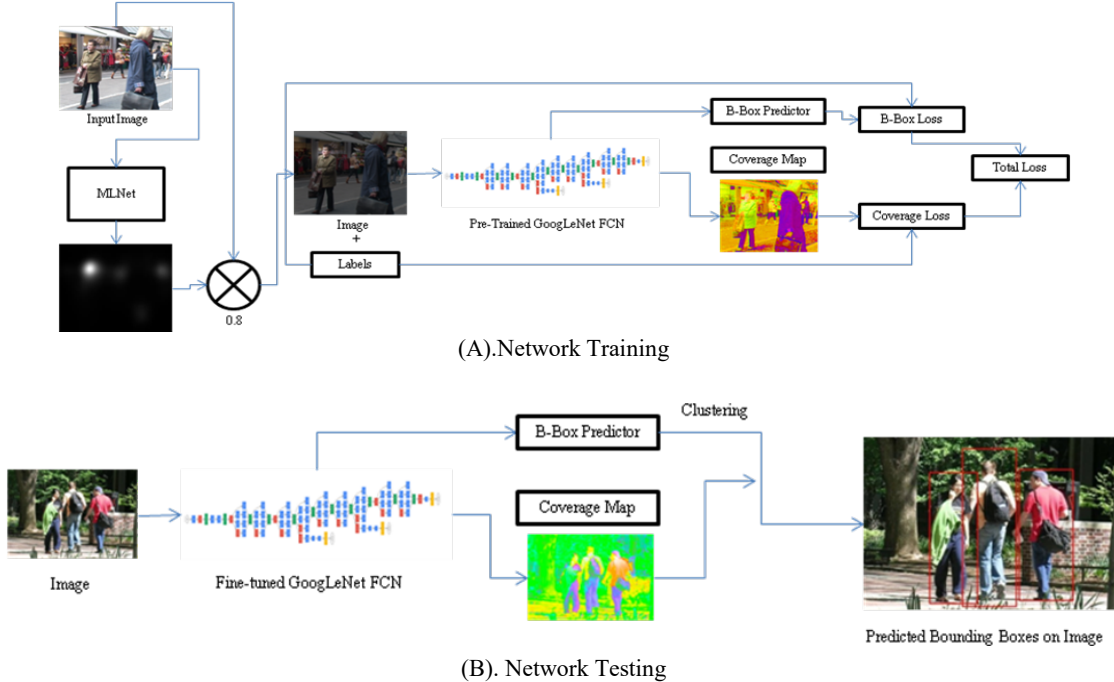 Input Image
MLNet
0.8
Image
+
Labels
Pre-Trained GoogLeNet FCN
B-Box Predictor
Coverage Map
B-Box Loss
Coverage Loss
Total Loss
(A).Network Training
Image
Fine-tuned GoogLeNet FCN
B-Box Predictor
Coverage Map
Clustering
Predicted Bounding Boxes on Image
(B). Network Testing